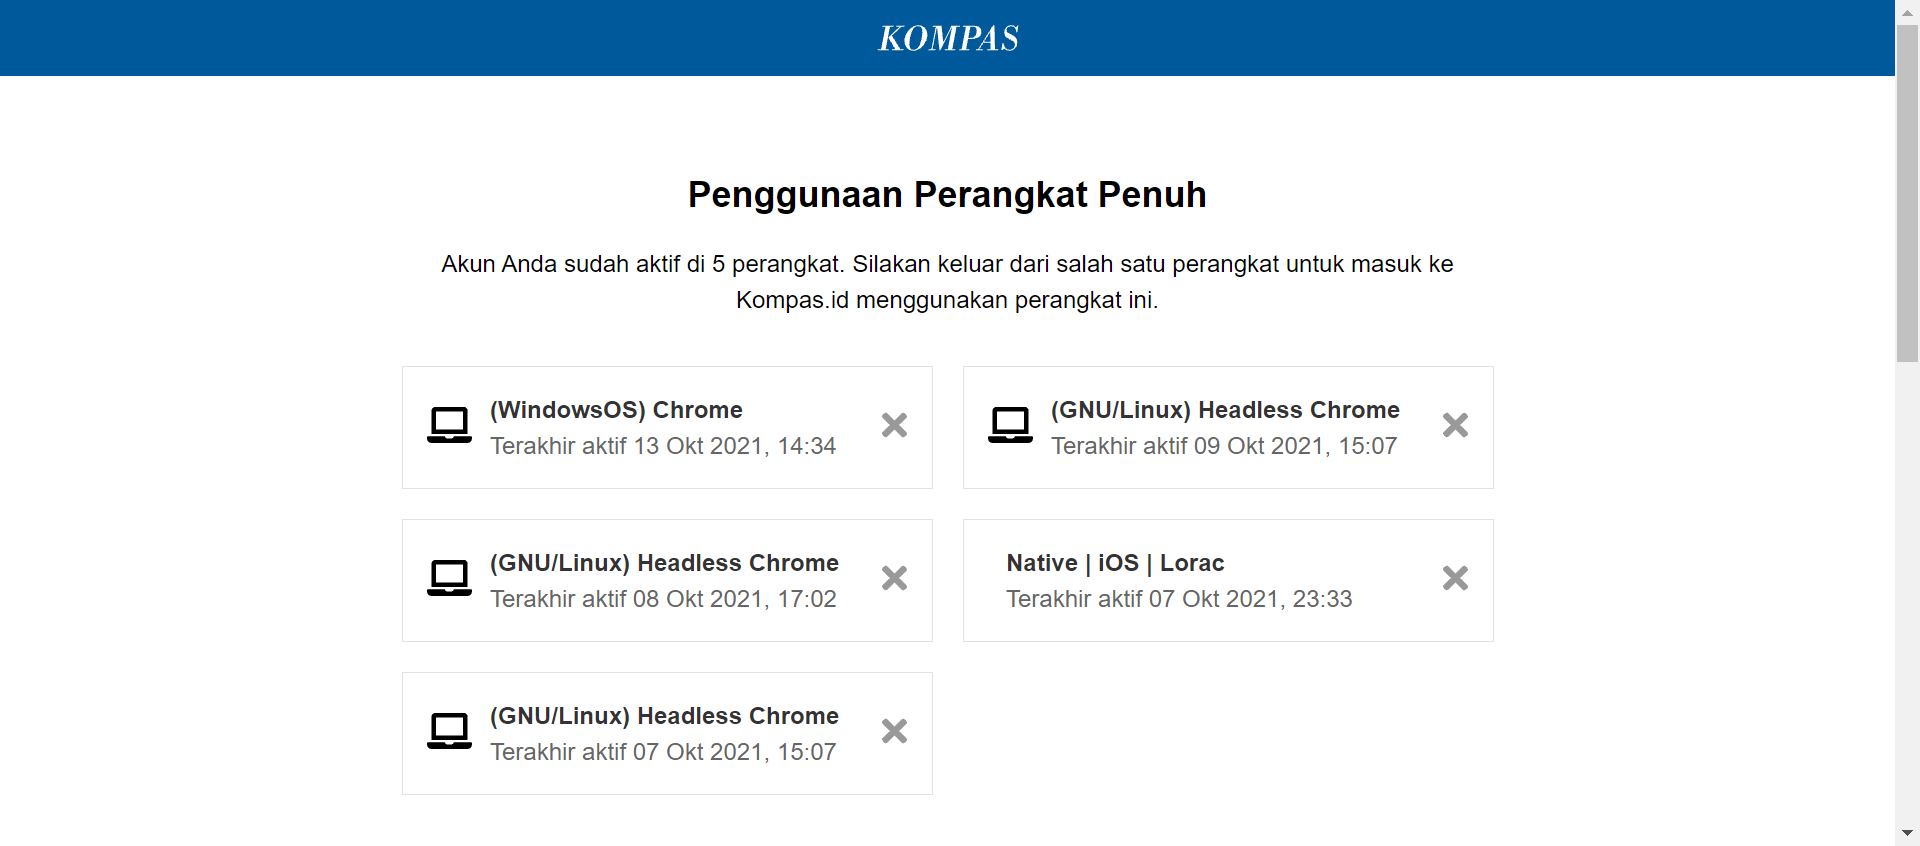 KOMPAS
Penggunaan Perangkat Penuh
Akun Anda sudah aktif di 5 perangkat. Silakan keluar dari salah satu perangkat untuk masuk ke
Kompas.id menggunakan perangkat ini.
(WindowsOS) Chrome
Terakhir aktif 13 Okt 2021, 14:34
(GNU/Linux) Headless Chrome
Terakhir aktif 09 Okt 2021, 15:07
(GNU/Linux) Headless Chrome
Terakhir aktif 08 Okt 2021, 17:02
Native | iOS | Lorac
Terakhir aktif 07 Okt 2021, 23:33
(GNU/Linux) Headless Chrome
Terakhir aktif 07 Okt 2021, 15:07